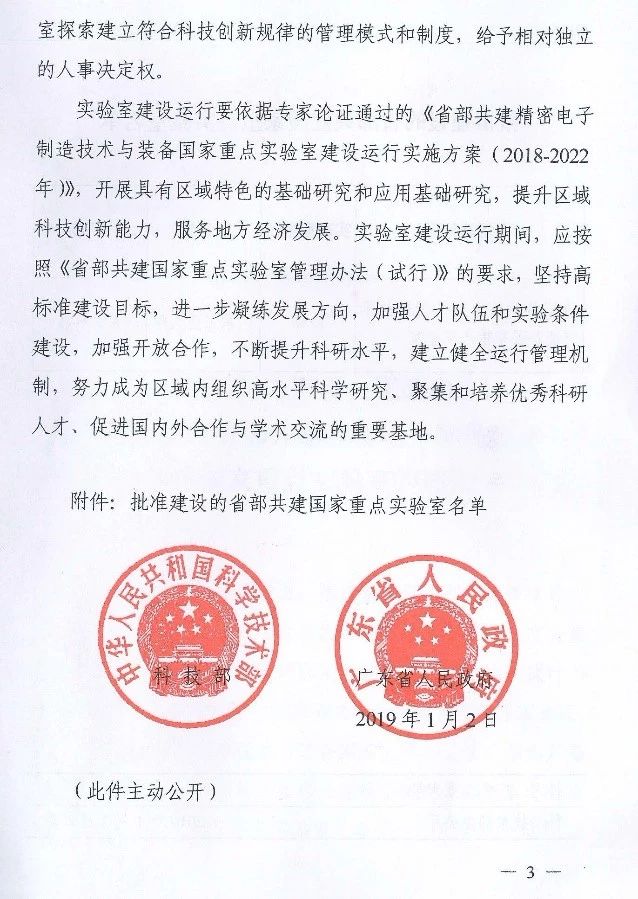 室探索建立符合科技创新规律的管理模式和制度，给予相对独立
的人事决定权。
实验室建设运行要依据专家论证通过的《省部共建精密电子
制造技术与装备国家重点实验室建设运行实施方案（2018-2022
年）》，开展具有区域特色的基础研究和应用基础研究，提升区域
科技创新能力，服务地方经济发展。实验室建设运行期间，应按
照《省部共建国家重点实验室管理办法（试行）》的要求，坚持高
标准建设目标，进一步凝练发展方向，加强人才队伍和实验条件
建设，加强开放合作，不断提升科研水平，建立健全运行管理机
制，努力成为区域内组织高水平科学研究、聚集和培养优秀科研
人才、促进国内外合作与学术交流的重要基地。
附件：批准建设的省部共建国家重点实验室名单
中华人民共和国科学技术部
广东省人民政府
科技部
广东省人民政府
2019年1月2日
（此件主动公开）
— 3 —